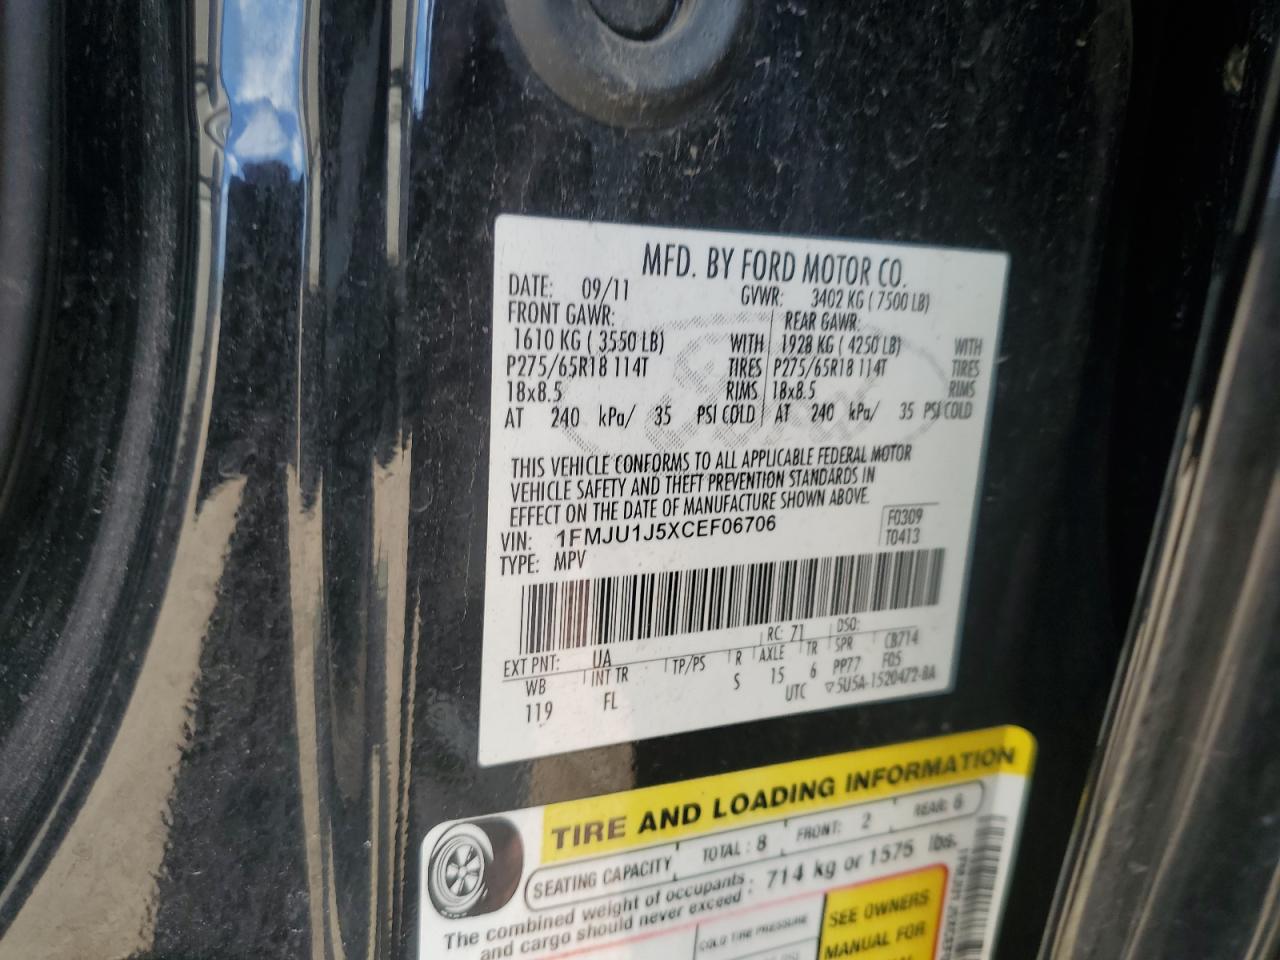 MFD. BY FORD MOTOR CO.
DATE: 09/11 GVWR: 3402 KG ( 7500 LB)
FRONT GAWR: REAR GAWR:
1610 KG ( 3550 LB) WITH 1928 KG ( 4250 LB) WITH
P275/65R18 114T TIRES P275/65R18 114T TIRES
18x8.5 RIMS 18x8.5 RIMS
AT 240 kPa/ 35 PSI COLD AT 240 kPa/ 35 PSI COLD
THIS VEHICLE CONFORMS TO ALL APPLICABLE FEDERAL MOTOR
VEHICLE SAFETY AND THEFT PREVENTION STANDARDS IN
EFFECT ON THE DATE OF MANUFACTURE SHOWN ABOVE.
VIN: 1FMJU1J5XCEF06706 F0309
TYPE: MPV T0413
EXT PNT: UA RC: 71 DSO:
WB INT TR TP/PS R AXLE TR SPR CB714
119 FL S 15 6 PP77 F05
UTC ▽5U5A-1520472-BA
TIRE AND LOADING INFORMATION
SEATING CAPACITY TOTAL : 8 FRONT: 2 REAR: 6
The combined weight of occupants and cargo should never exceed : 714 kg or 1575 lbs.
COLD TIRE PRESSURE
SEE OWNERS
MANUAL FOR